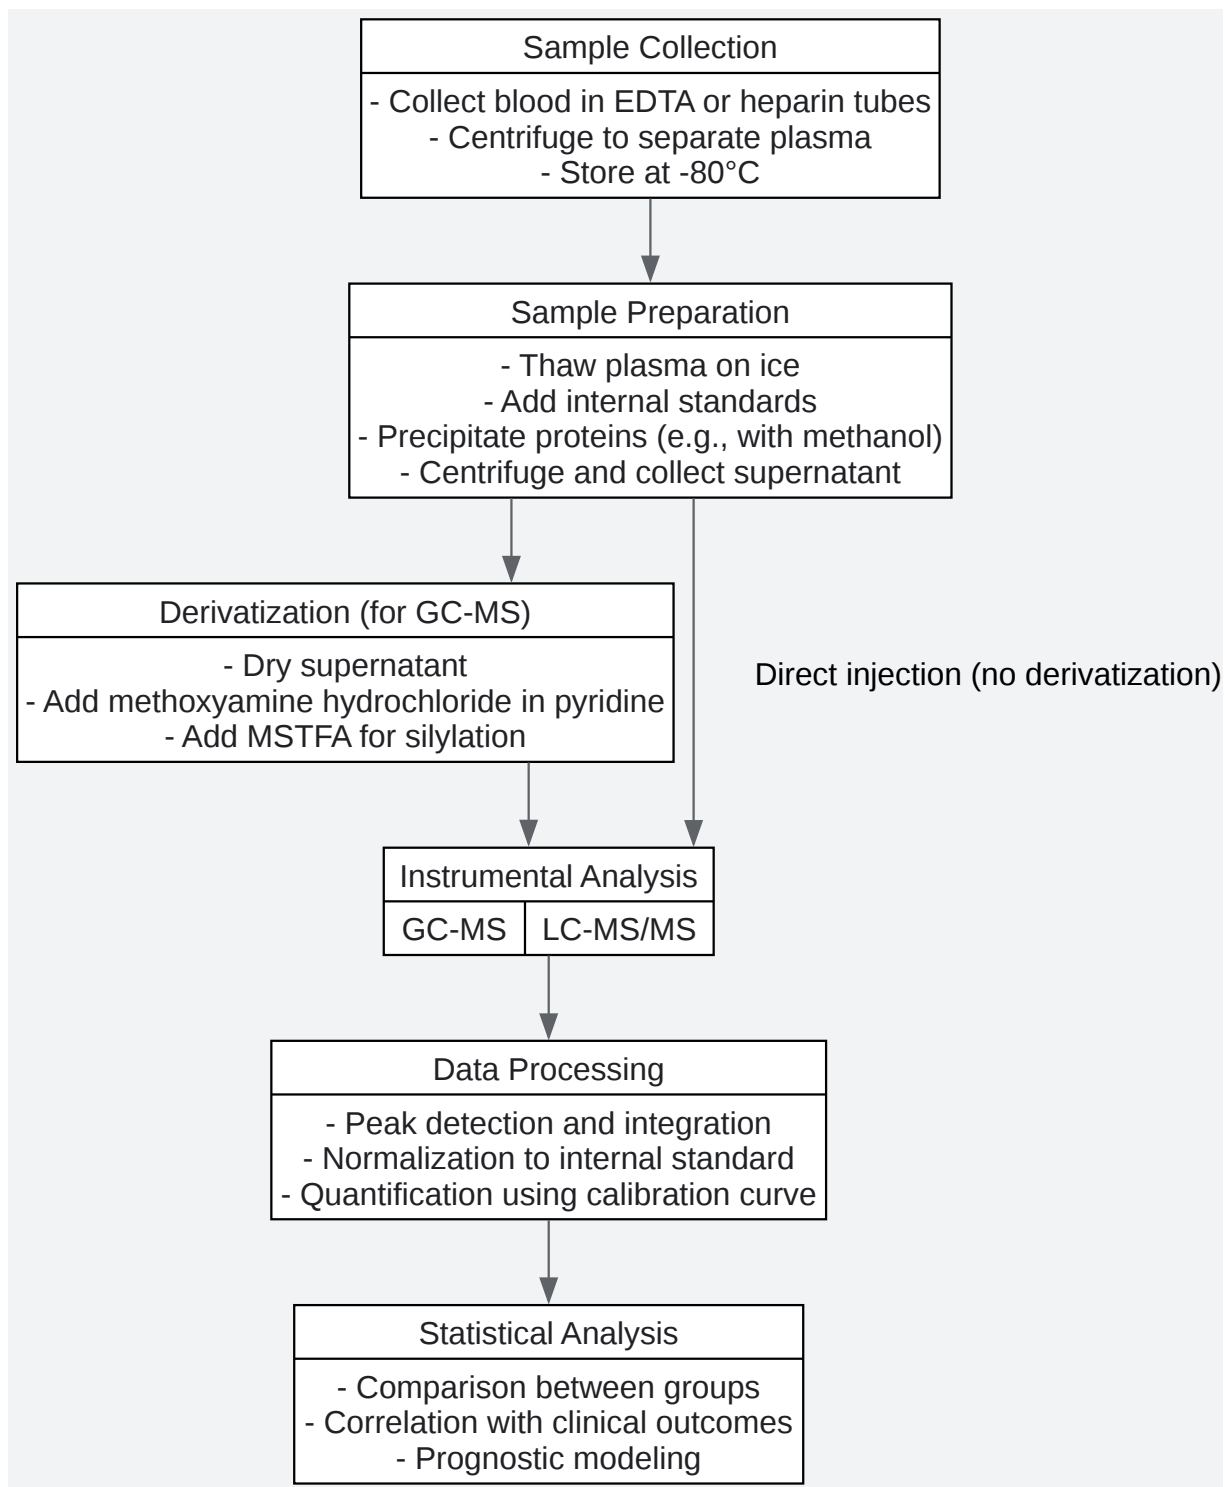 Sample Collection
- Collect blood in EDTA or heparin tubes
- Centrifuge to separate plasma
- Store at -80°C
Sample Preparation
- Thaw plasma on ice
- Add internal standards
- Precipitate proteins (e.g., with methanol)
- Centrifuge and collect supernatant
Derivatization (for GC-MS)
- Dry supernatant
- Add methoxyamine hydrochloride in pyridine
- Add MSTFA for silylation
Direct injection (no derivatization)
Instrumental Analysis
GC-MS LC-MS/MS
Data Processing
- Peak detection and integration
- Normalization to internal standard
- Quantification using calibration curve
Statistical Analysis
- Comparison between groups
- Correlation with clinical outcomes
- Prognostic modeling